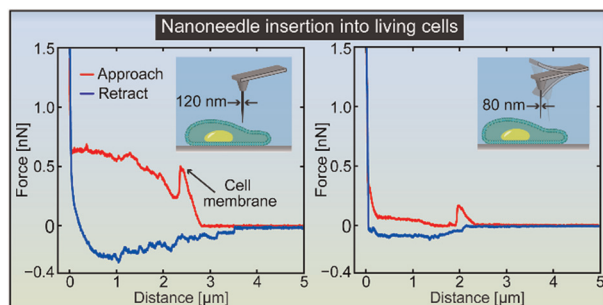 Nanoneedle insertion into living cells
1.5
1.0
0.5
0
−0.4
Force [nN]
Approach
Retract
120 nm
Cell
membrane
0
1
2
3
4
5
Distance [µm]
1.5
1.0
0.5
0
−0.4
Force [nN]
80 nm
0
1
2
3
4
5
Distance [µm]